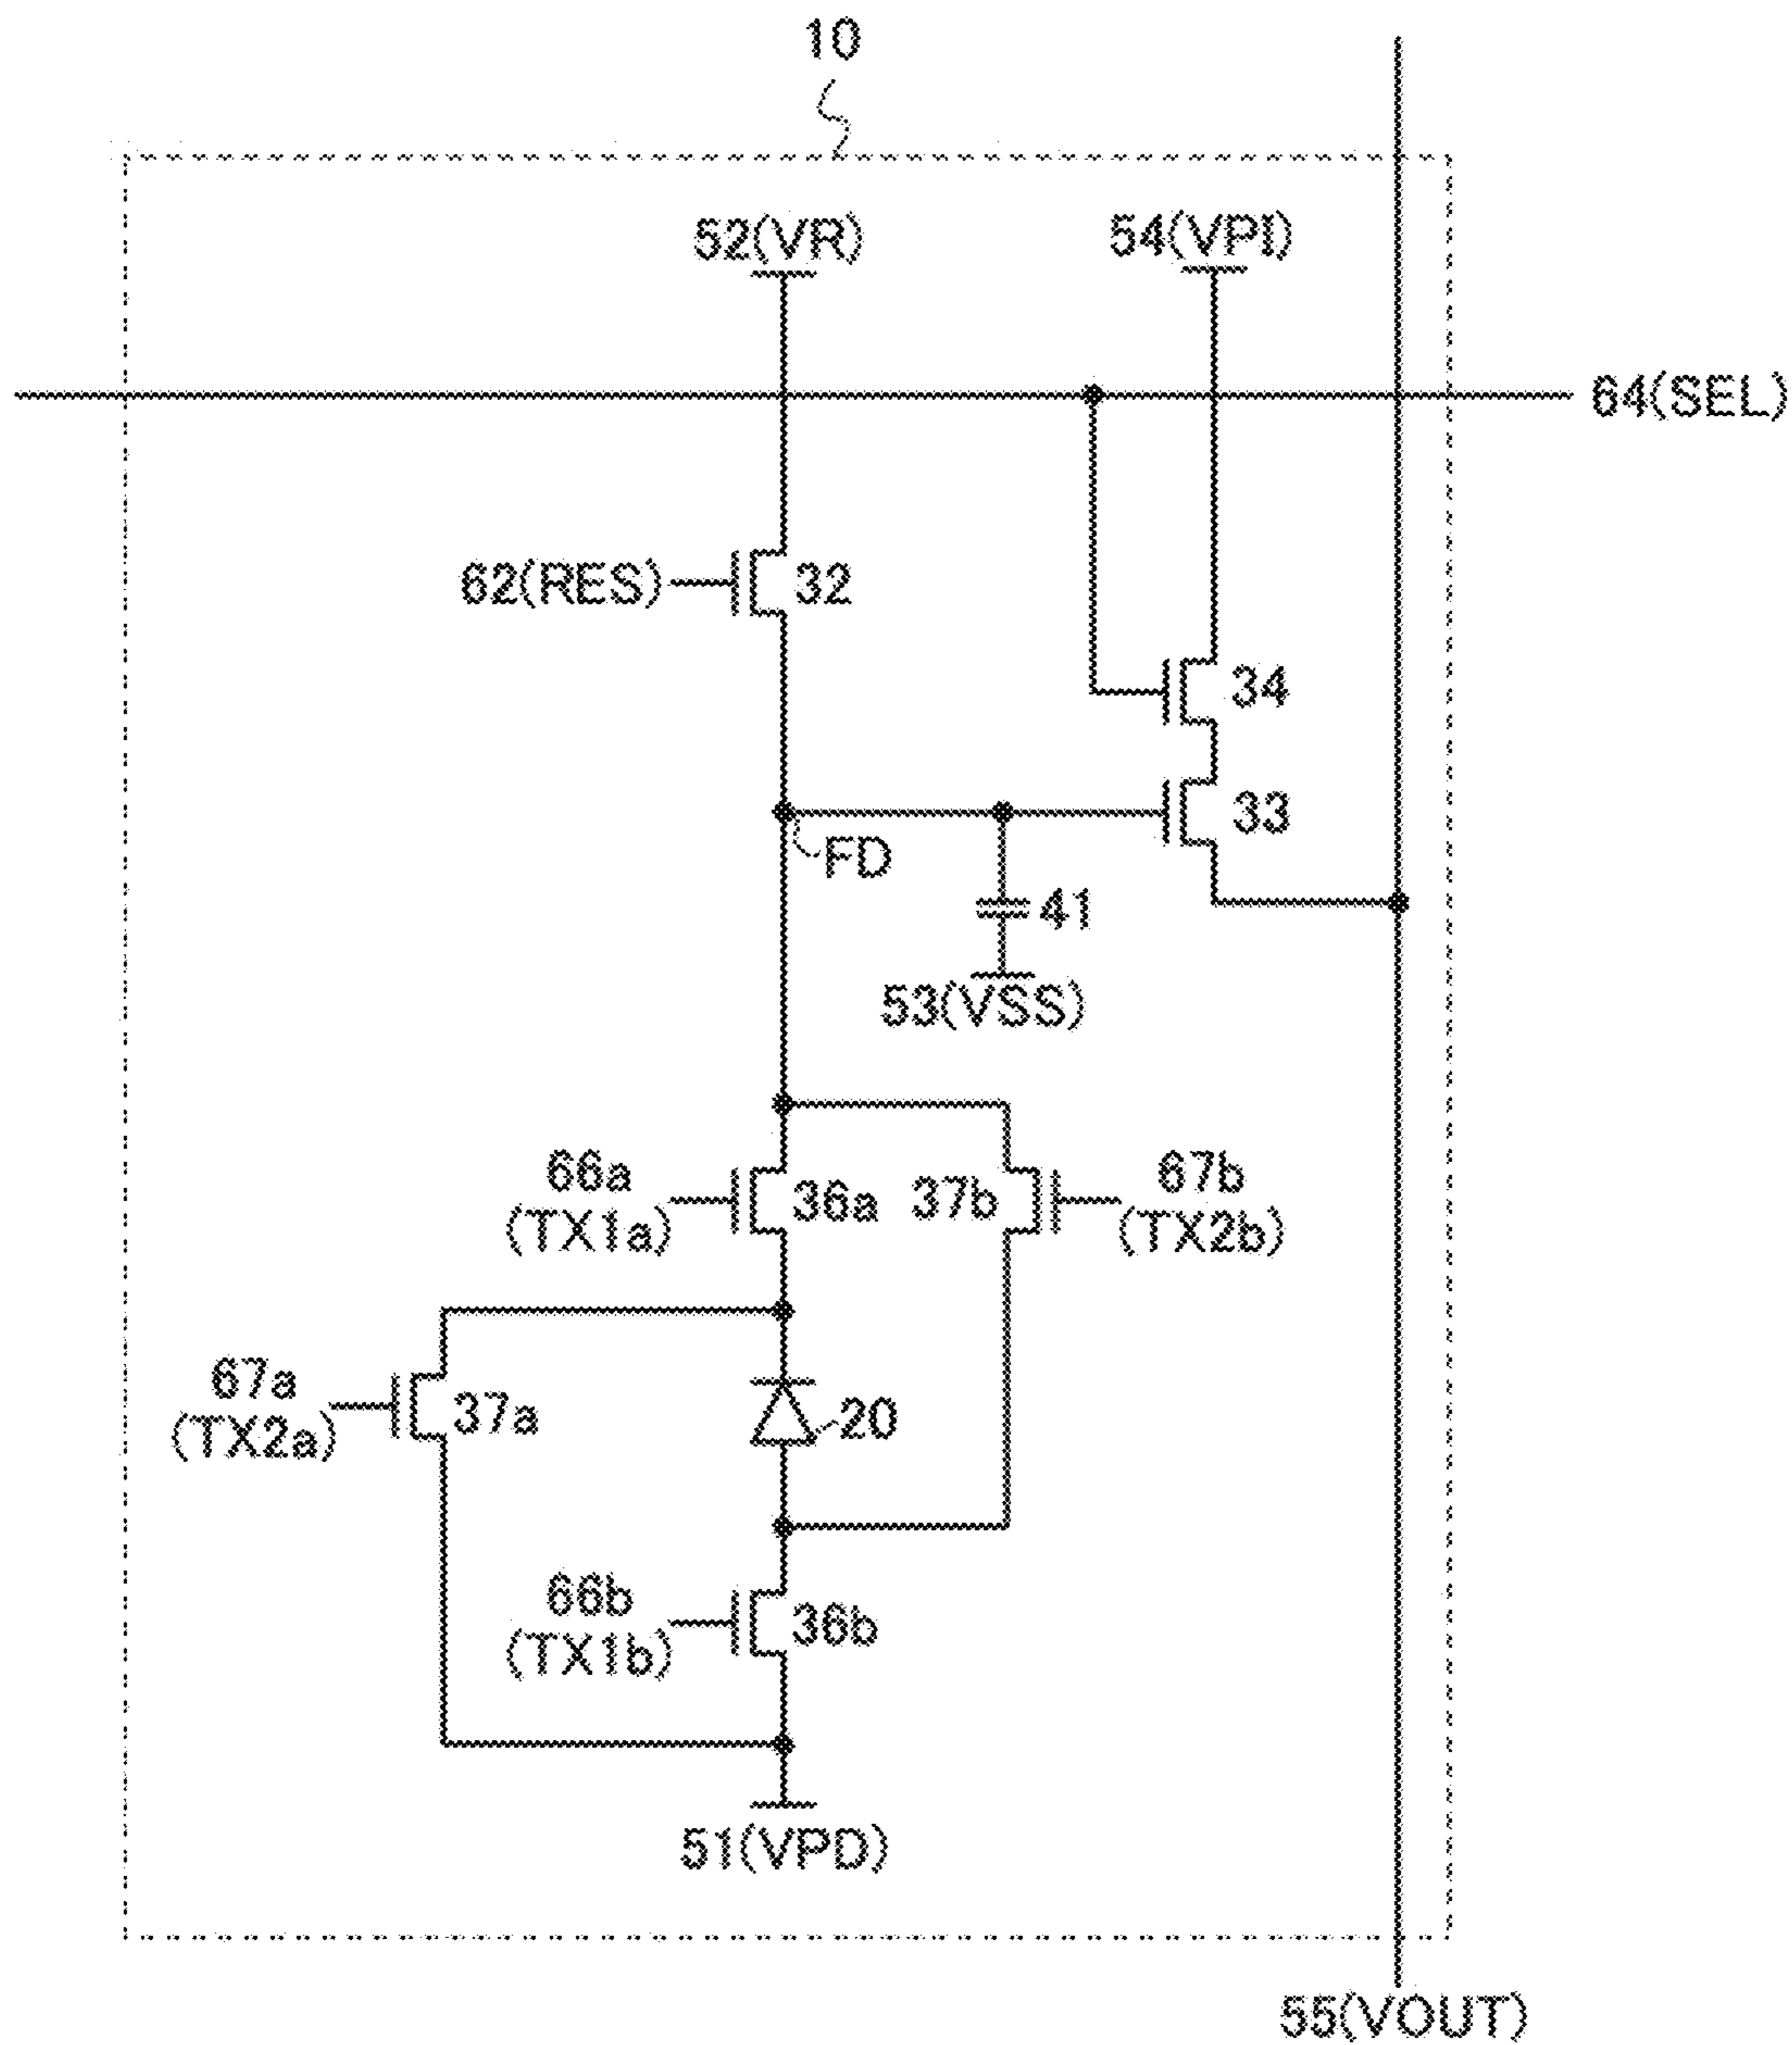 10
52(VR)
54(VPI)
64(SEL)
62(RES)
32
34
33
FD
41
53(VSS)
66a
(TX1a)
36a
37b
67b
(TX2b)
67a
(TX2a)
37a
20
66b
(TX1b)
36b
51(VPD)
55(VOUT)